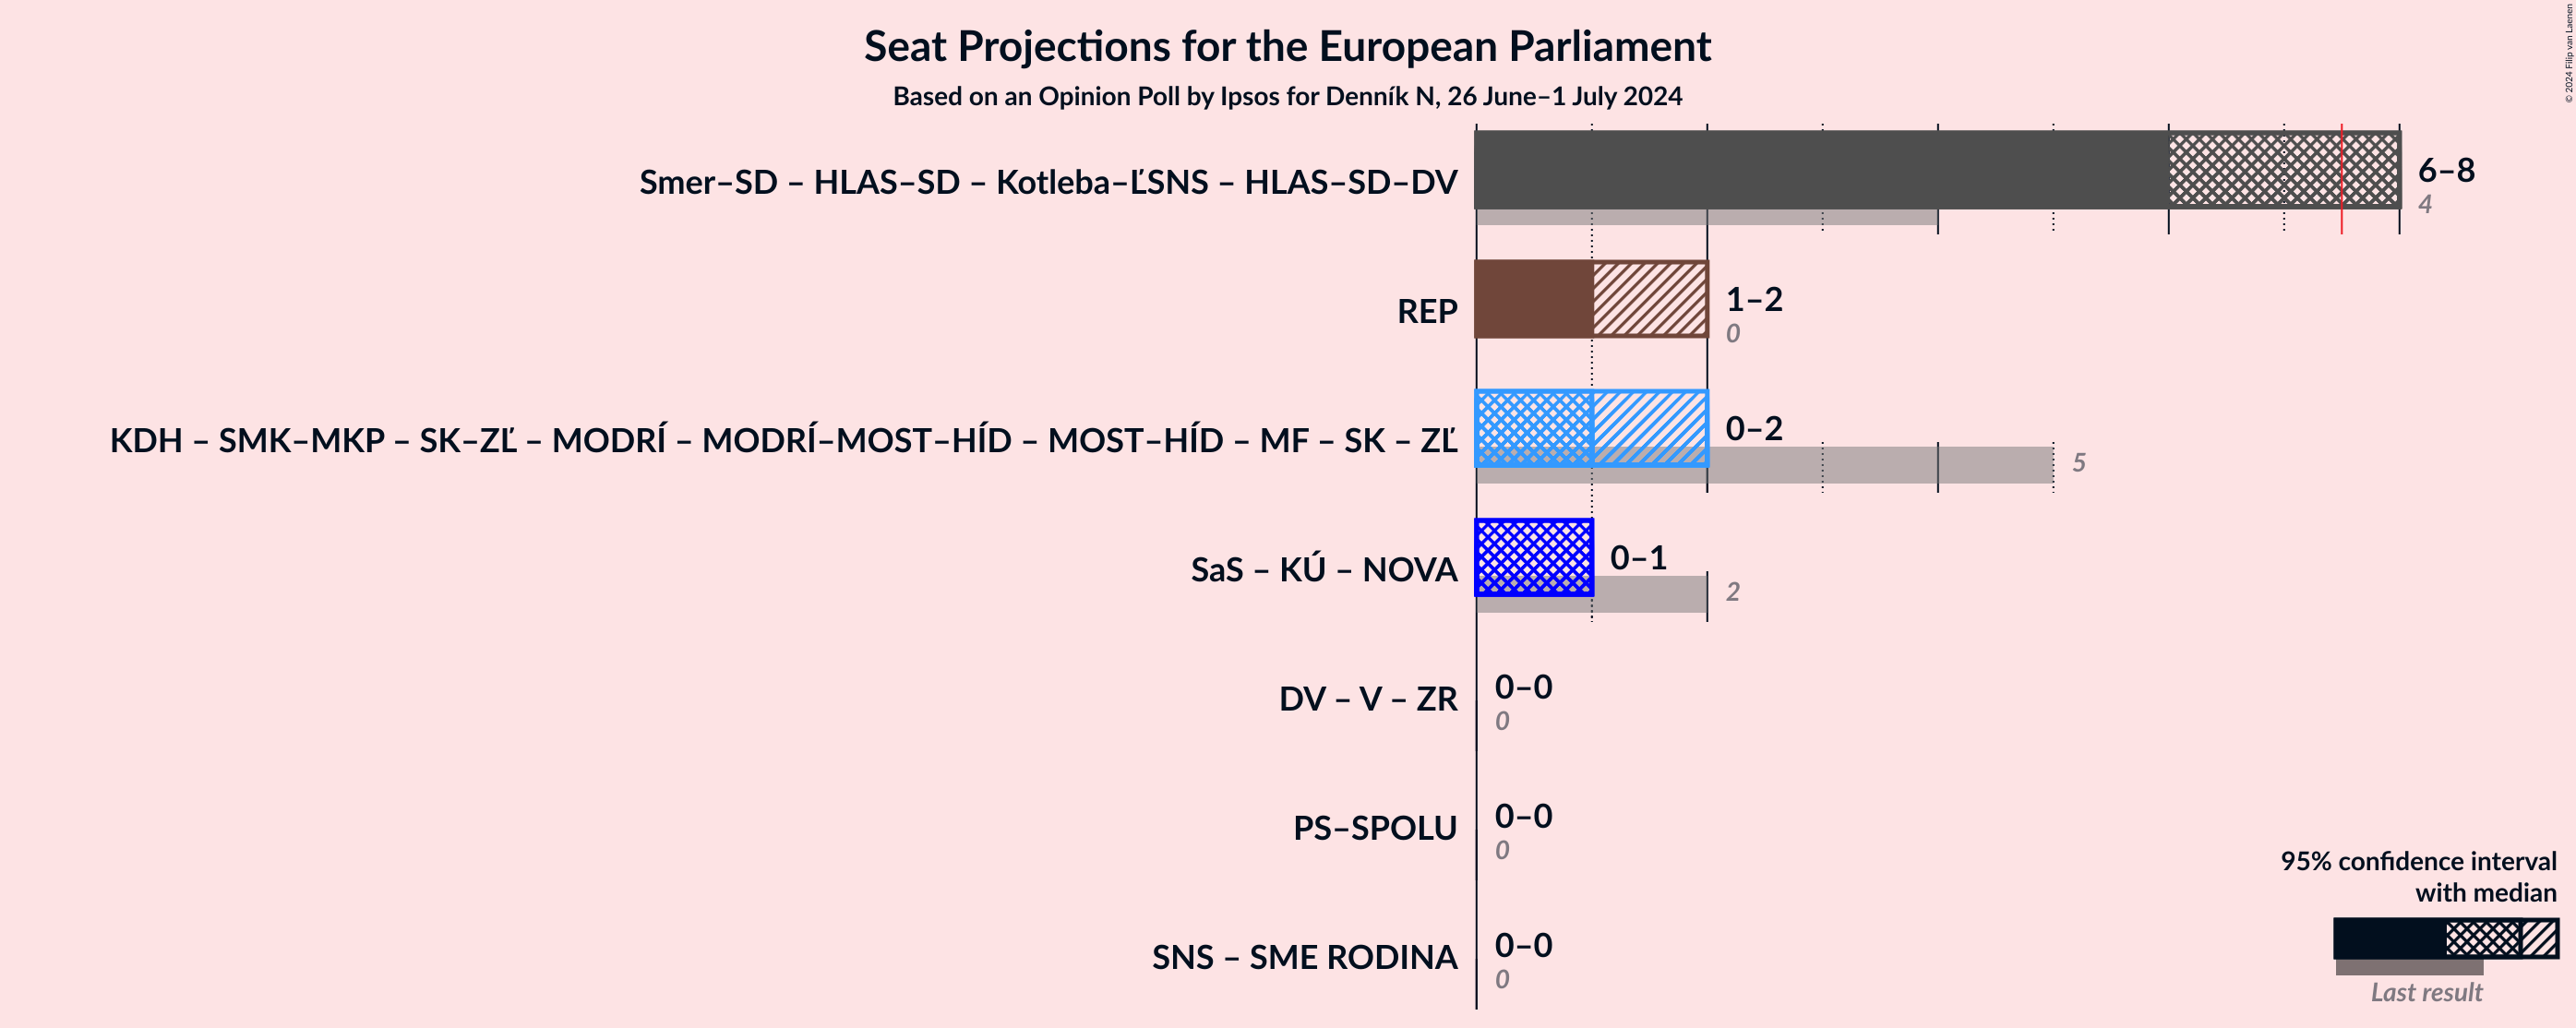 Seat Projections for the European Parliament
Based on an Opinion Poll by Ipsos for Denník N, 26 June–1 July 2024
© 2024 Filip van Laenen
Smer–SD – HLAS–SD – Kotleba–ĽSNS – HLAS–SD–DV
6–8
4
REP
1–2
0
KDH – SMK–MKP – SK–ZĽ – MODRÍ – MODRÍ–MOST–HÍD – MOST–HÍD – MF – SK – ZĽ
0–2
5
SaS – KÚ – NOVA
0–1
2
DV – V – ZR
0–0
0
PS–SPOLU
0–0
0
SNS – SME RODINA
0–0
0
95% confidence interval
with median
Last result